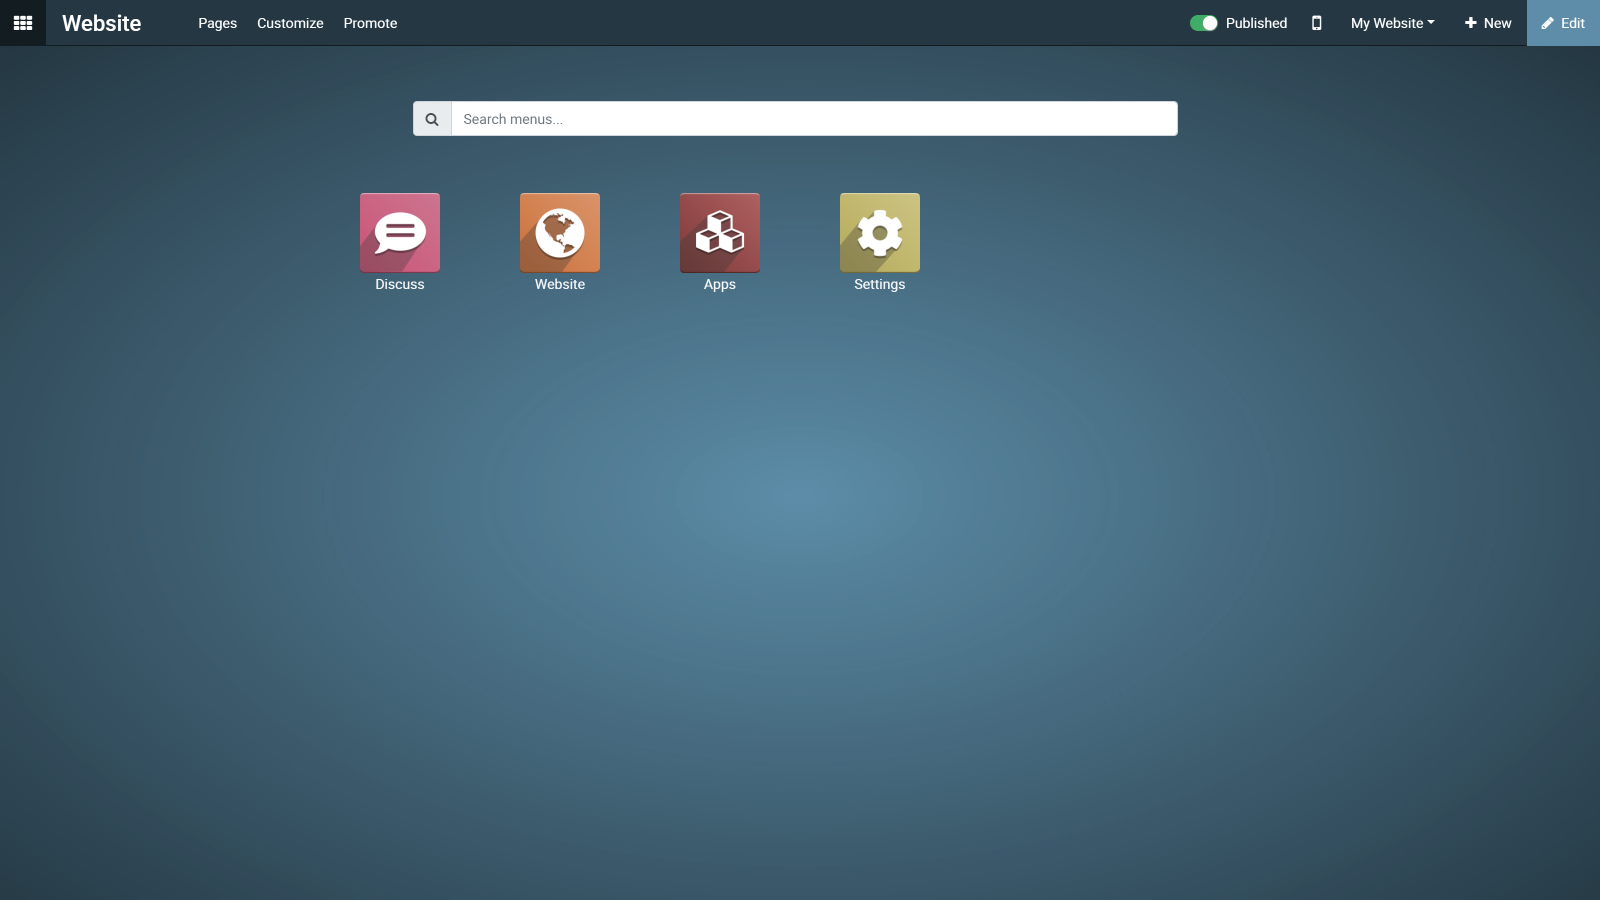 Website Pages Customize Promote Published My Website New Edit
Search menus...
Discuss Website Apps Settings